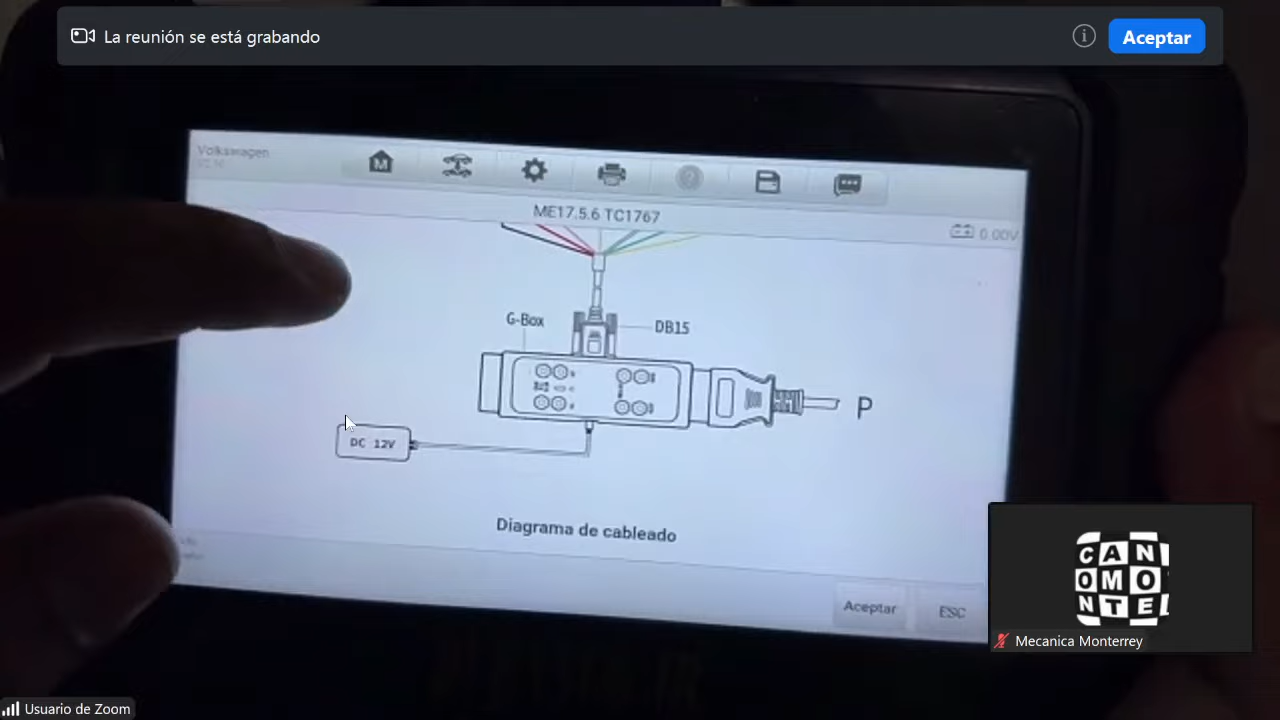 La reunión se está grabando
Aceptar
Volkswagen
ME17.5.6 TC1767
0.00V
G-Box
DB15
P
DC 12V
Diagrama de cableado
Aceptar
ESC
CAN
OMO
NTE
Mecanica Monterrey
Usuario de Zoom